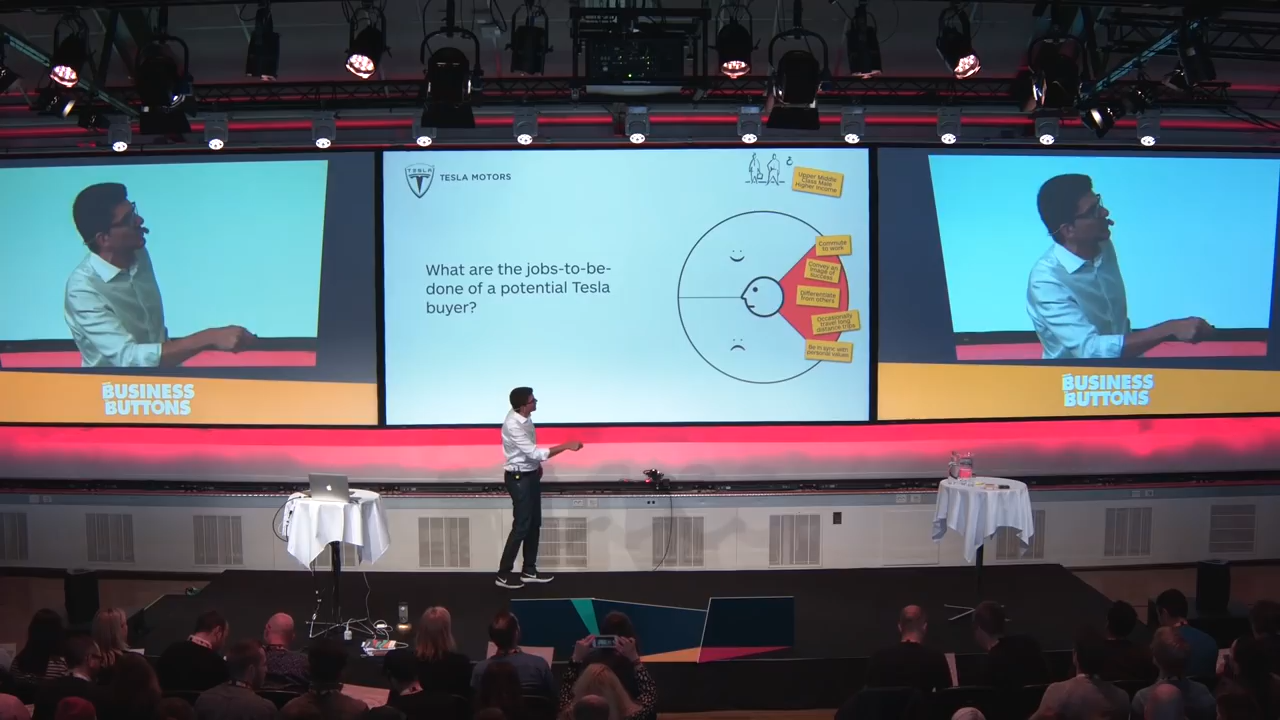 TESLA
TESLA MOTORS
Upper Middle
Class Male
Higher Income
What are the jobs-to-be-
done of a potential Tesla
buyer?
Commute
to work
Convey an
image of
success
Differentiate
from others
Occasionally
travel long
distance trips
Be in sync with
personal values
BUSINESS
BUTTONS
BUSINESS
BUTTONS